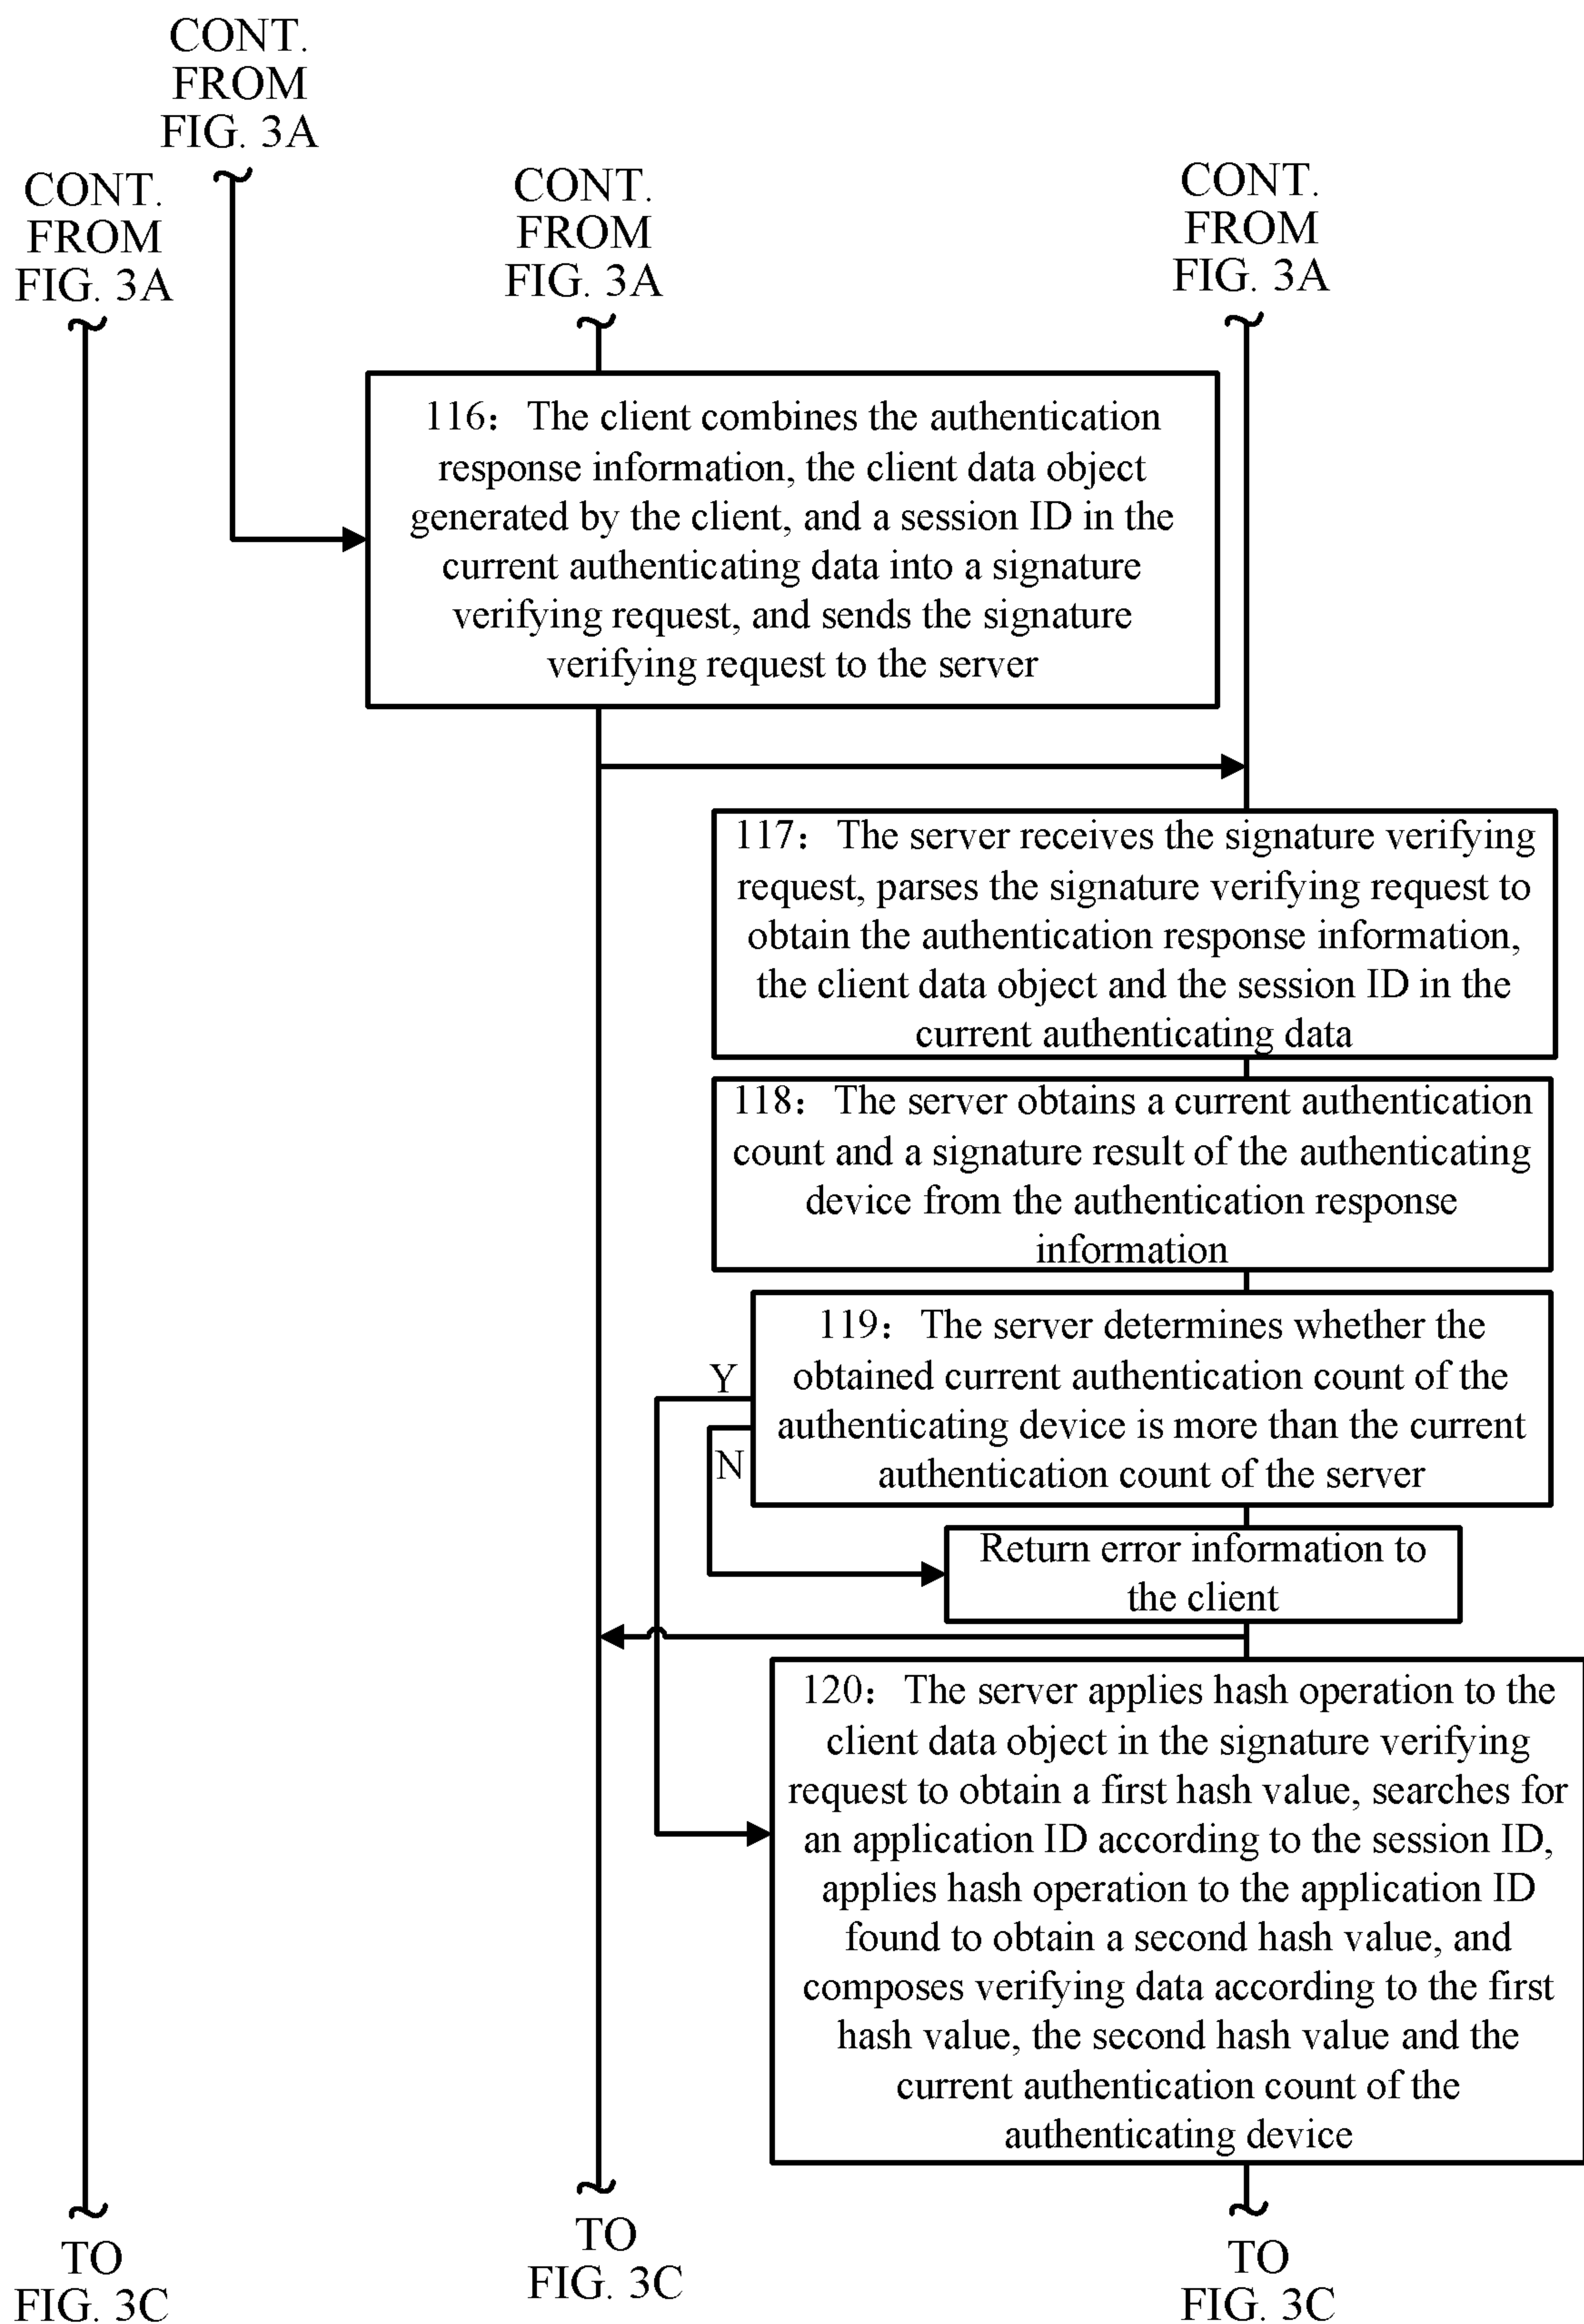 CONT.
FROM
FIG. 3A
CONT.
FROM
FIG. 3A
CONT.
FROM
FIG. 3A
CONT.
FROM
FIG. 3A
116：The client combines the authentication
response information, the client data object
generated by the client, and a session ID in the
current authenticating data into a signature
verifying request, and sends the signature
verifying request to the server
117：The server receives the signature verifying
request, parses the signature verifying request to
obtain the authentication response information,
the client data object and the session ID in the
current authenticating data
118：The server obtains a current authentication
count and a signature result of the authenticating
device from the authentication response
information
119：The server determines whether the
obtained current authentication count of the
authenticating device is more than the current
authentication count of the server
Y
N
Return error information to
the client
120：The server applies hash operation to the
client data object in the signature verifying
request to obtain a first hash value, searches for
an application ID according to the session ID,
applies hash operation to the application ID
found to obtain a second hash value, and
composes verifying data according to the first
hash value, the second hash value and the
current authentication count of the
authenticating device
TO
FIG. 3C
TO
FIG. 3C
TO
FIG. 3C